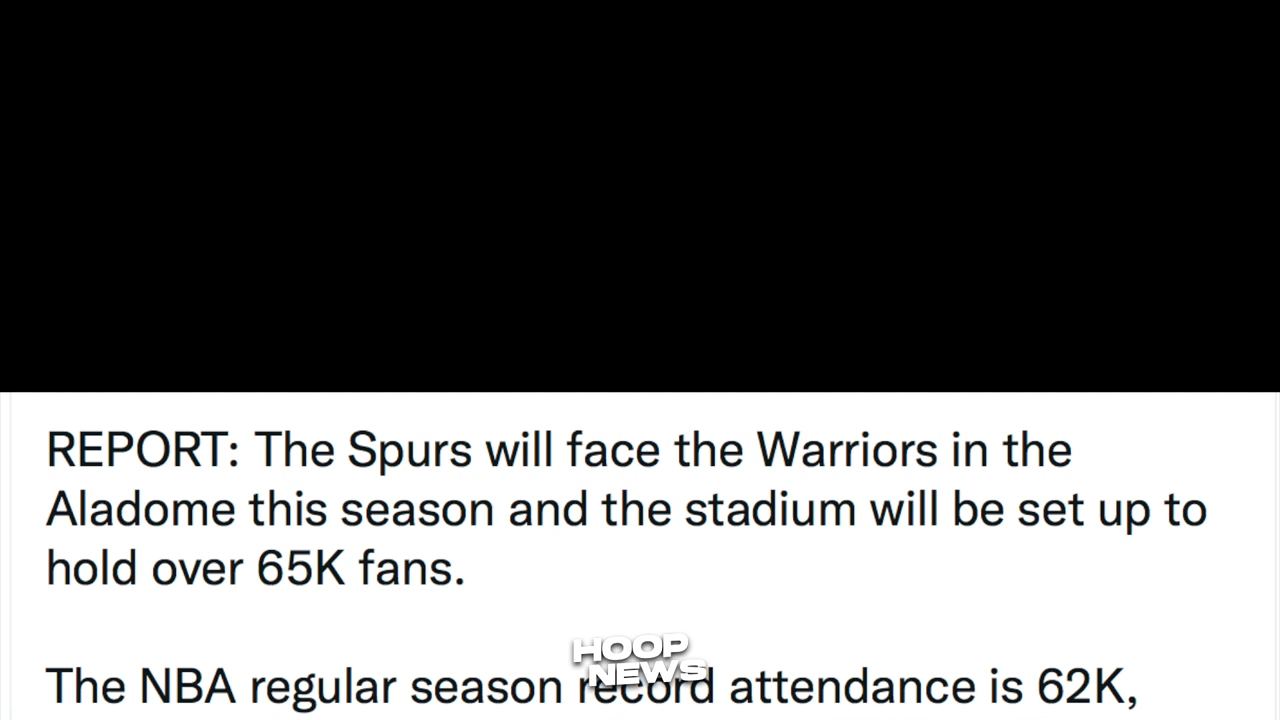 REPORT: The Spurs will face the Warriors in the
Aladome this season and the stadium will be set up to
hold over 65K fans.
The NBA regular season record attendance is 62K,
HOOP
NEWS